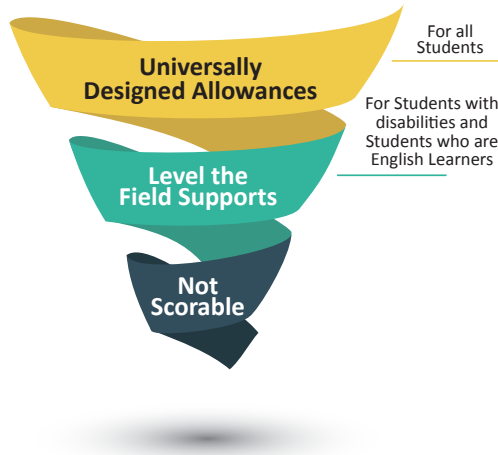 For all
Students
Universally
Designed Allowances
For Students with
disabilities and
Students who are
English Learners
Level the
Field Supports
Not
Scorable